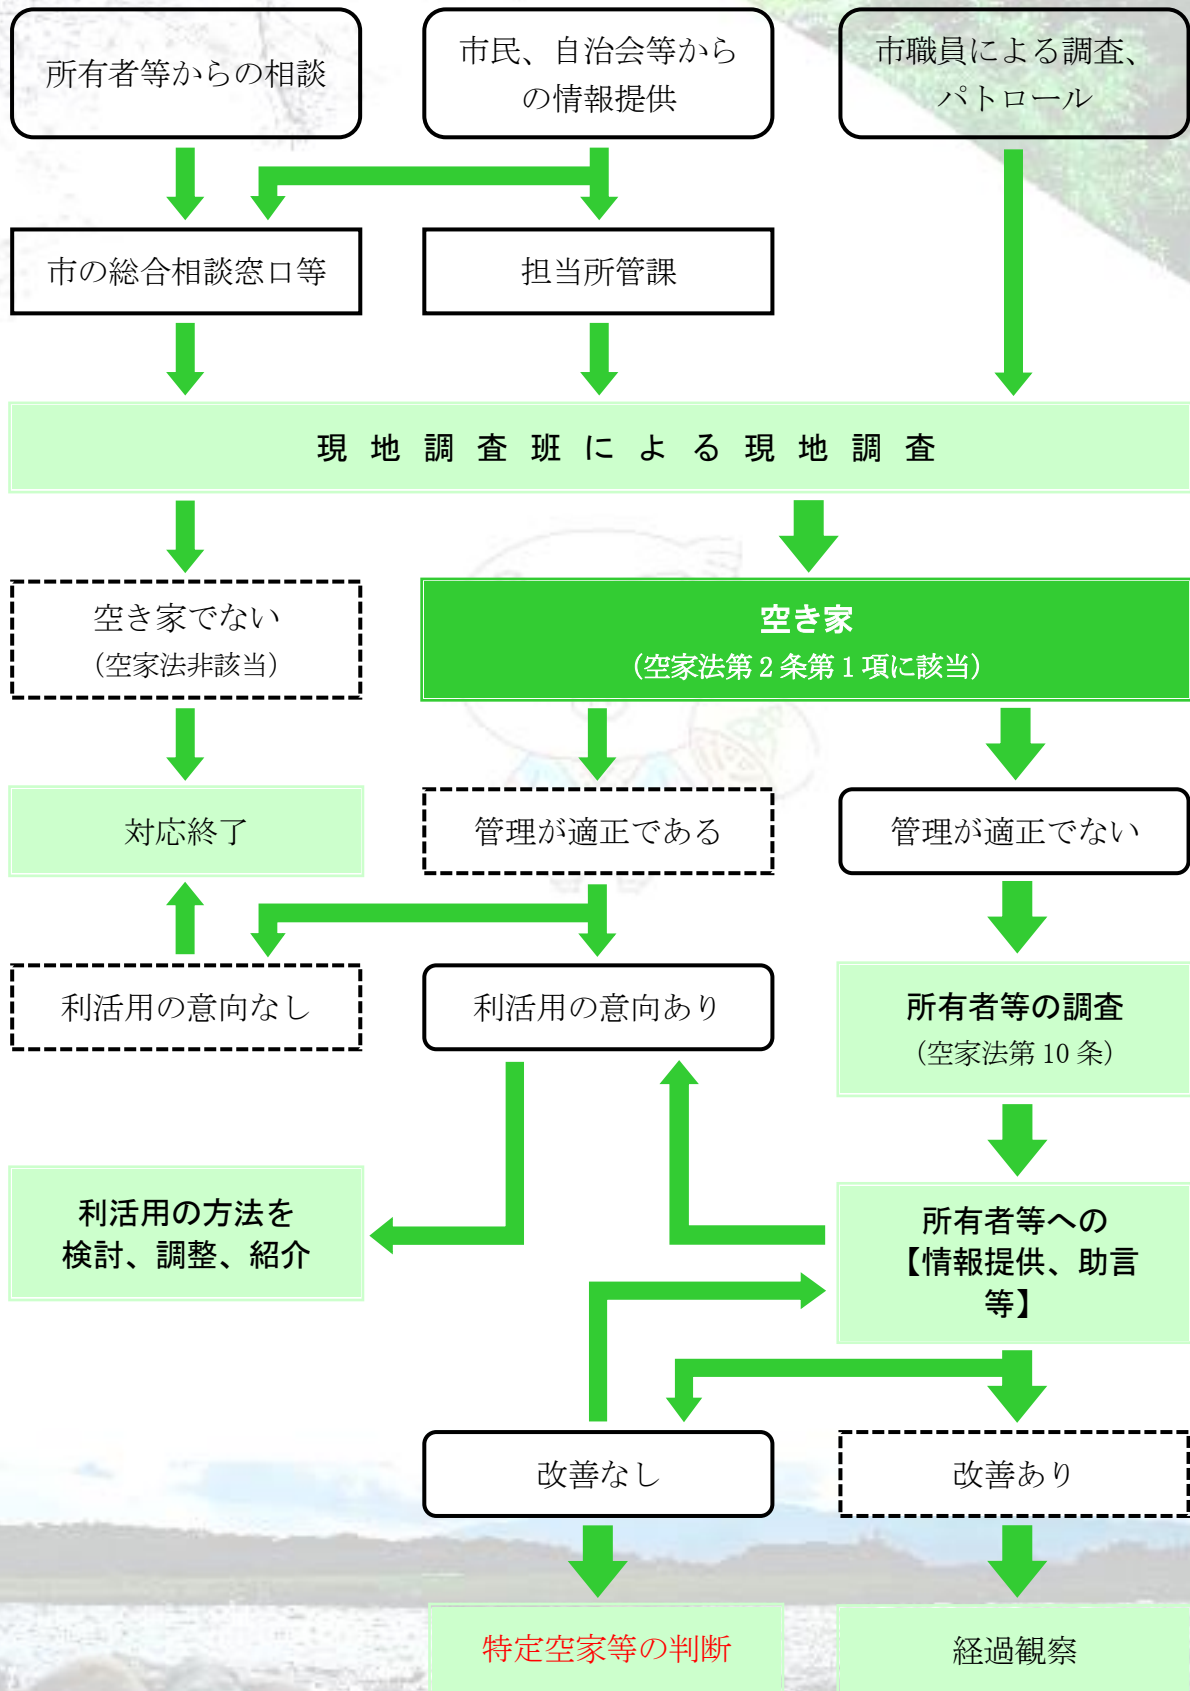 所有者等からの相談
市民、自治会等から
の情報提供
市職員による調査、
パトロール
市の総合相談窓口等
担当所管課
現地調査班による現地調査
空き家でない
（空家法非該当）
空き家
（空家法第２条第１項に該当）
対応終了
管理が適正である
管理が適正でない
利活用の意向なし
利活用の意向あり
所有者等の調査
（空家法第 10 条）
利活用の方法を
検討、調整、紹介
所有者等への
【情報提供、助言
等】
改善なし
改善あり
特定空家等の判断
経過観察